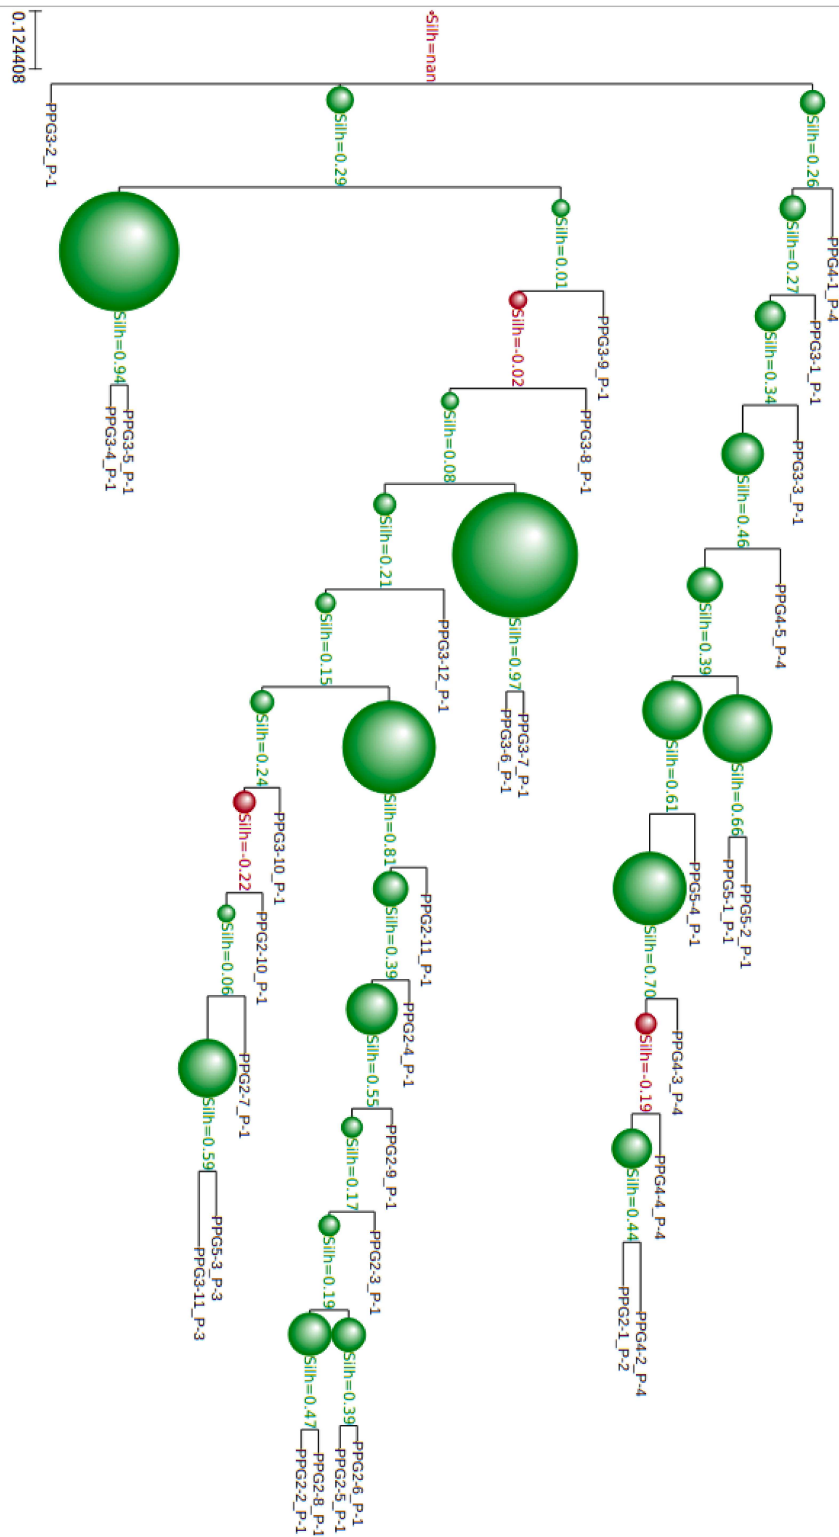 0.124408
Silh=nan
Silh=0.26
PPG4-1_P-4
Silh=0.27
PPG3-1_P-1
Silh=0.34
PPG3-3_P-1
Silh=0.46
PPG4-5_P-4
Silh=0.39
Silh=0.66
PPG5-2_P-1
PPG5-1_P-1
Silh=0.61
PPG5-4_P-1
Silh=0.70
PPG4-3_P-4
Silh=-0.19
PPG4-4_P-4
Silh=0.44
PPG4-2_P-4
PPG2-1_P-2
Silh=0.29
Silh=0.01
PPG3-9_P-1
Silh=-0.02
PPG3-8_P-1
Silh=0.08
Silh=0.97
PPG3-7_P-1
PPG3-6_P-1
Silh=0.21
PPG3-12_P-1
Silh=0.15
Silh=0.81
PPG2-11_P-1
Silh=0.39
PPG2-4_P-1
Silh=0.55
PPG2-9_P-1
Silh=0.17
PPG2-3_P-1
Silh=0.19
Silh=0.39
PPG2-6_P-1
PPG2-5_P-1
Silh=0.47
PPG2-8_P-1
PPG2-2_P-1
Silh=0.24
PPG3-10_P-1
Silh=-0.22
PPG2-10_P-1
Silh=0.06
PPG2-7_P-1
Silh=0.59
PPG5-3_P-3
PPG3-11_P-3
Silh=0.94
PPG3-5_P-1
PPG3-4_P-1
PPG3-2_P-1